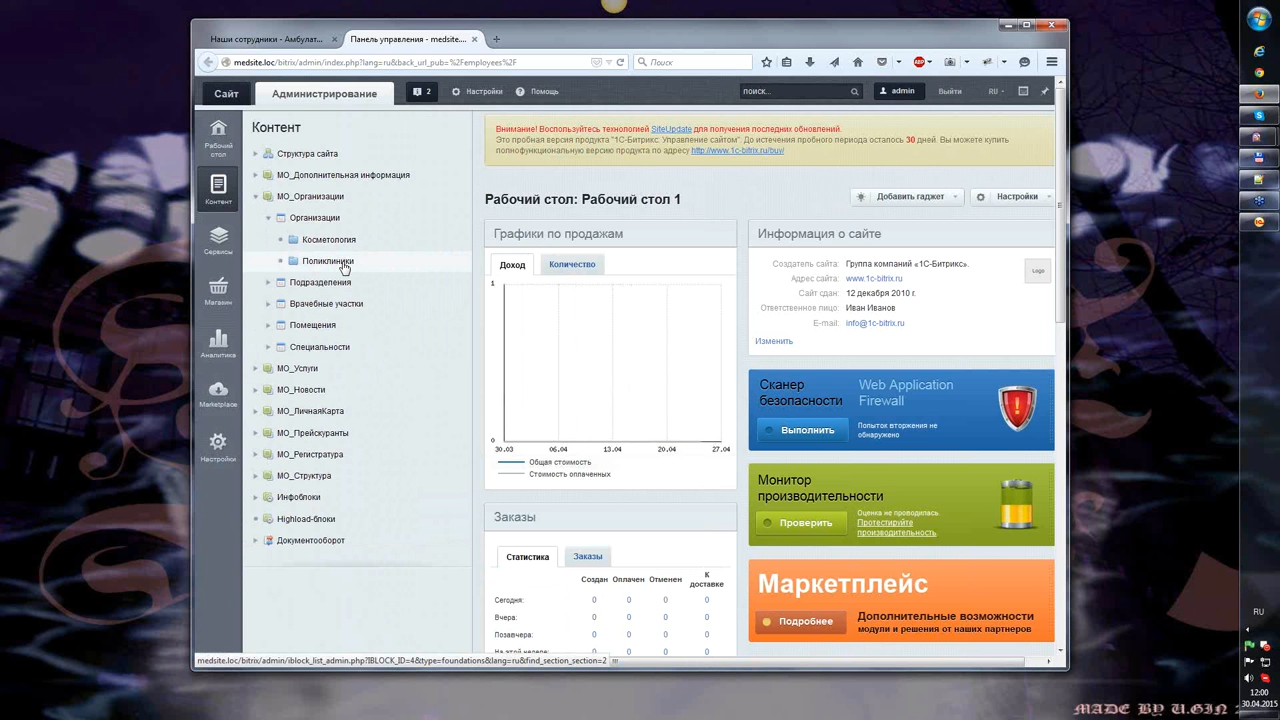 Наши сотрудники - Амбулат...
Панель управления - medsite....
medsite.loc/bitrix/admin/index.php?lang=ru&back_url_pub=%2Femployees%2F
Поиск
ABP
Сайт
Администрирование
2
Настройки
Помощь
поиск...
admin
Выйти
RU
Рабочий стол
Контент
Сервисы
Магазин
Аналитика
Marketplace
Настройки
Контент
Структура сайта
МО_Дополнительная информация
МО_Организации
Организации
Косметология
Поликлиники
Подразделения
Врачебные участки
Помещения
Специальности
МО_Услуги
МО_Новости
МО_ЛичнаяКарта
МО_Прейскуранты
МО_Регистратура
МО_Структура
Инфоблоки
Highload-блоки
Документооборот
Внимание! Воспользуйтесь технологией SiteUpdate для получения последних обновлений.
Это пробная версия продукта "1С-Битрикс: Управление сайтом". До истечения пробного периода осталось 30 дней. Вы можете купить
полнофункциональную версию продукта по адресу http://www.1c-bitrix.ru/buy/
Рабочий стол: Рабочий стол 1
Добавить гаджет
Настройки
Графики по продажам
Доход
Количество
1
0
30.03 06.04 13.04 20.04 27.04
Общая стоимость
Стоимость оплаченных
Заказы
Статистика
Заказы
Создан Оплачен Отменен К доставке
Сегодня: 0 0 0 0
Вчера: 0 0 0 0
Позавчера: 0 0 0 0
На этой неделе:
Информация о сайте
Создатель сайта: Группа компаний «1С-Битрикс».
Адрес сайта: www.1c-bitrix.ru
Сайт сдан: 12 декабря 2010 г.
Ответственное лицо: Иван Иванов
E-mail: info@1c-bitrix.ru
Logo
Изменить
Сканер безопасности
Web Application Firewall
Выполнить
Попыток вторжения не обнаружено
Монитор производительности
Проверить
Оценка не проводилась.
Протестируйте производительность
Маркетплейс
Подробнее
Дополнительные возможности
модули и решения от наших партнеров
medsite.loc/bitrix/admin/iblock_list_admin.php?IBLOCK_ID=4&type=foundations&lang=ru&find_section_section=2
RU
12:00
30.04.2015
MADE BY U.GIN